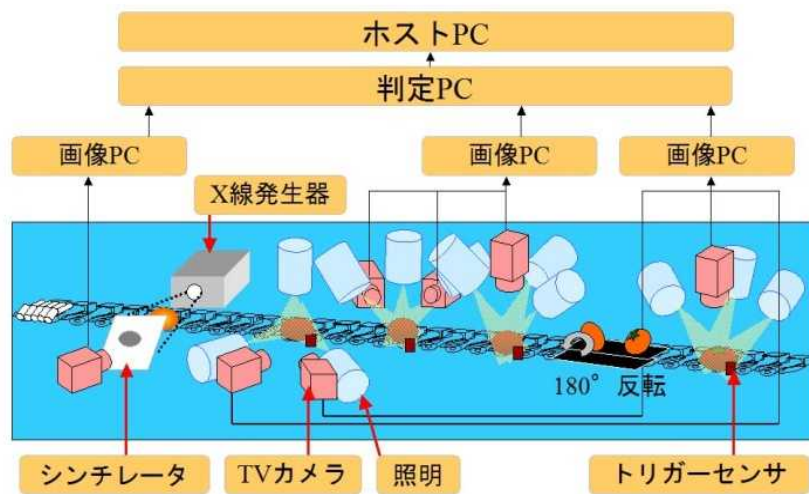 ホストPC
判定PC
画像PC
画像PC
画像PC
X線発生器
180°反転
シンチレータ
TVカメラ
照明
トリガーセンサ